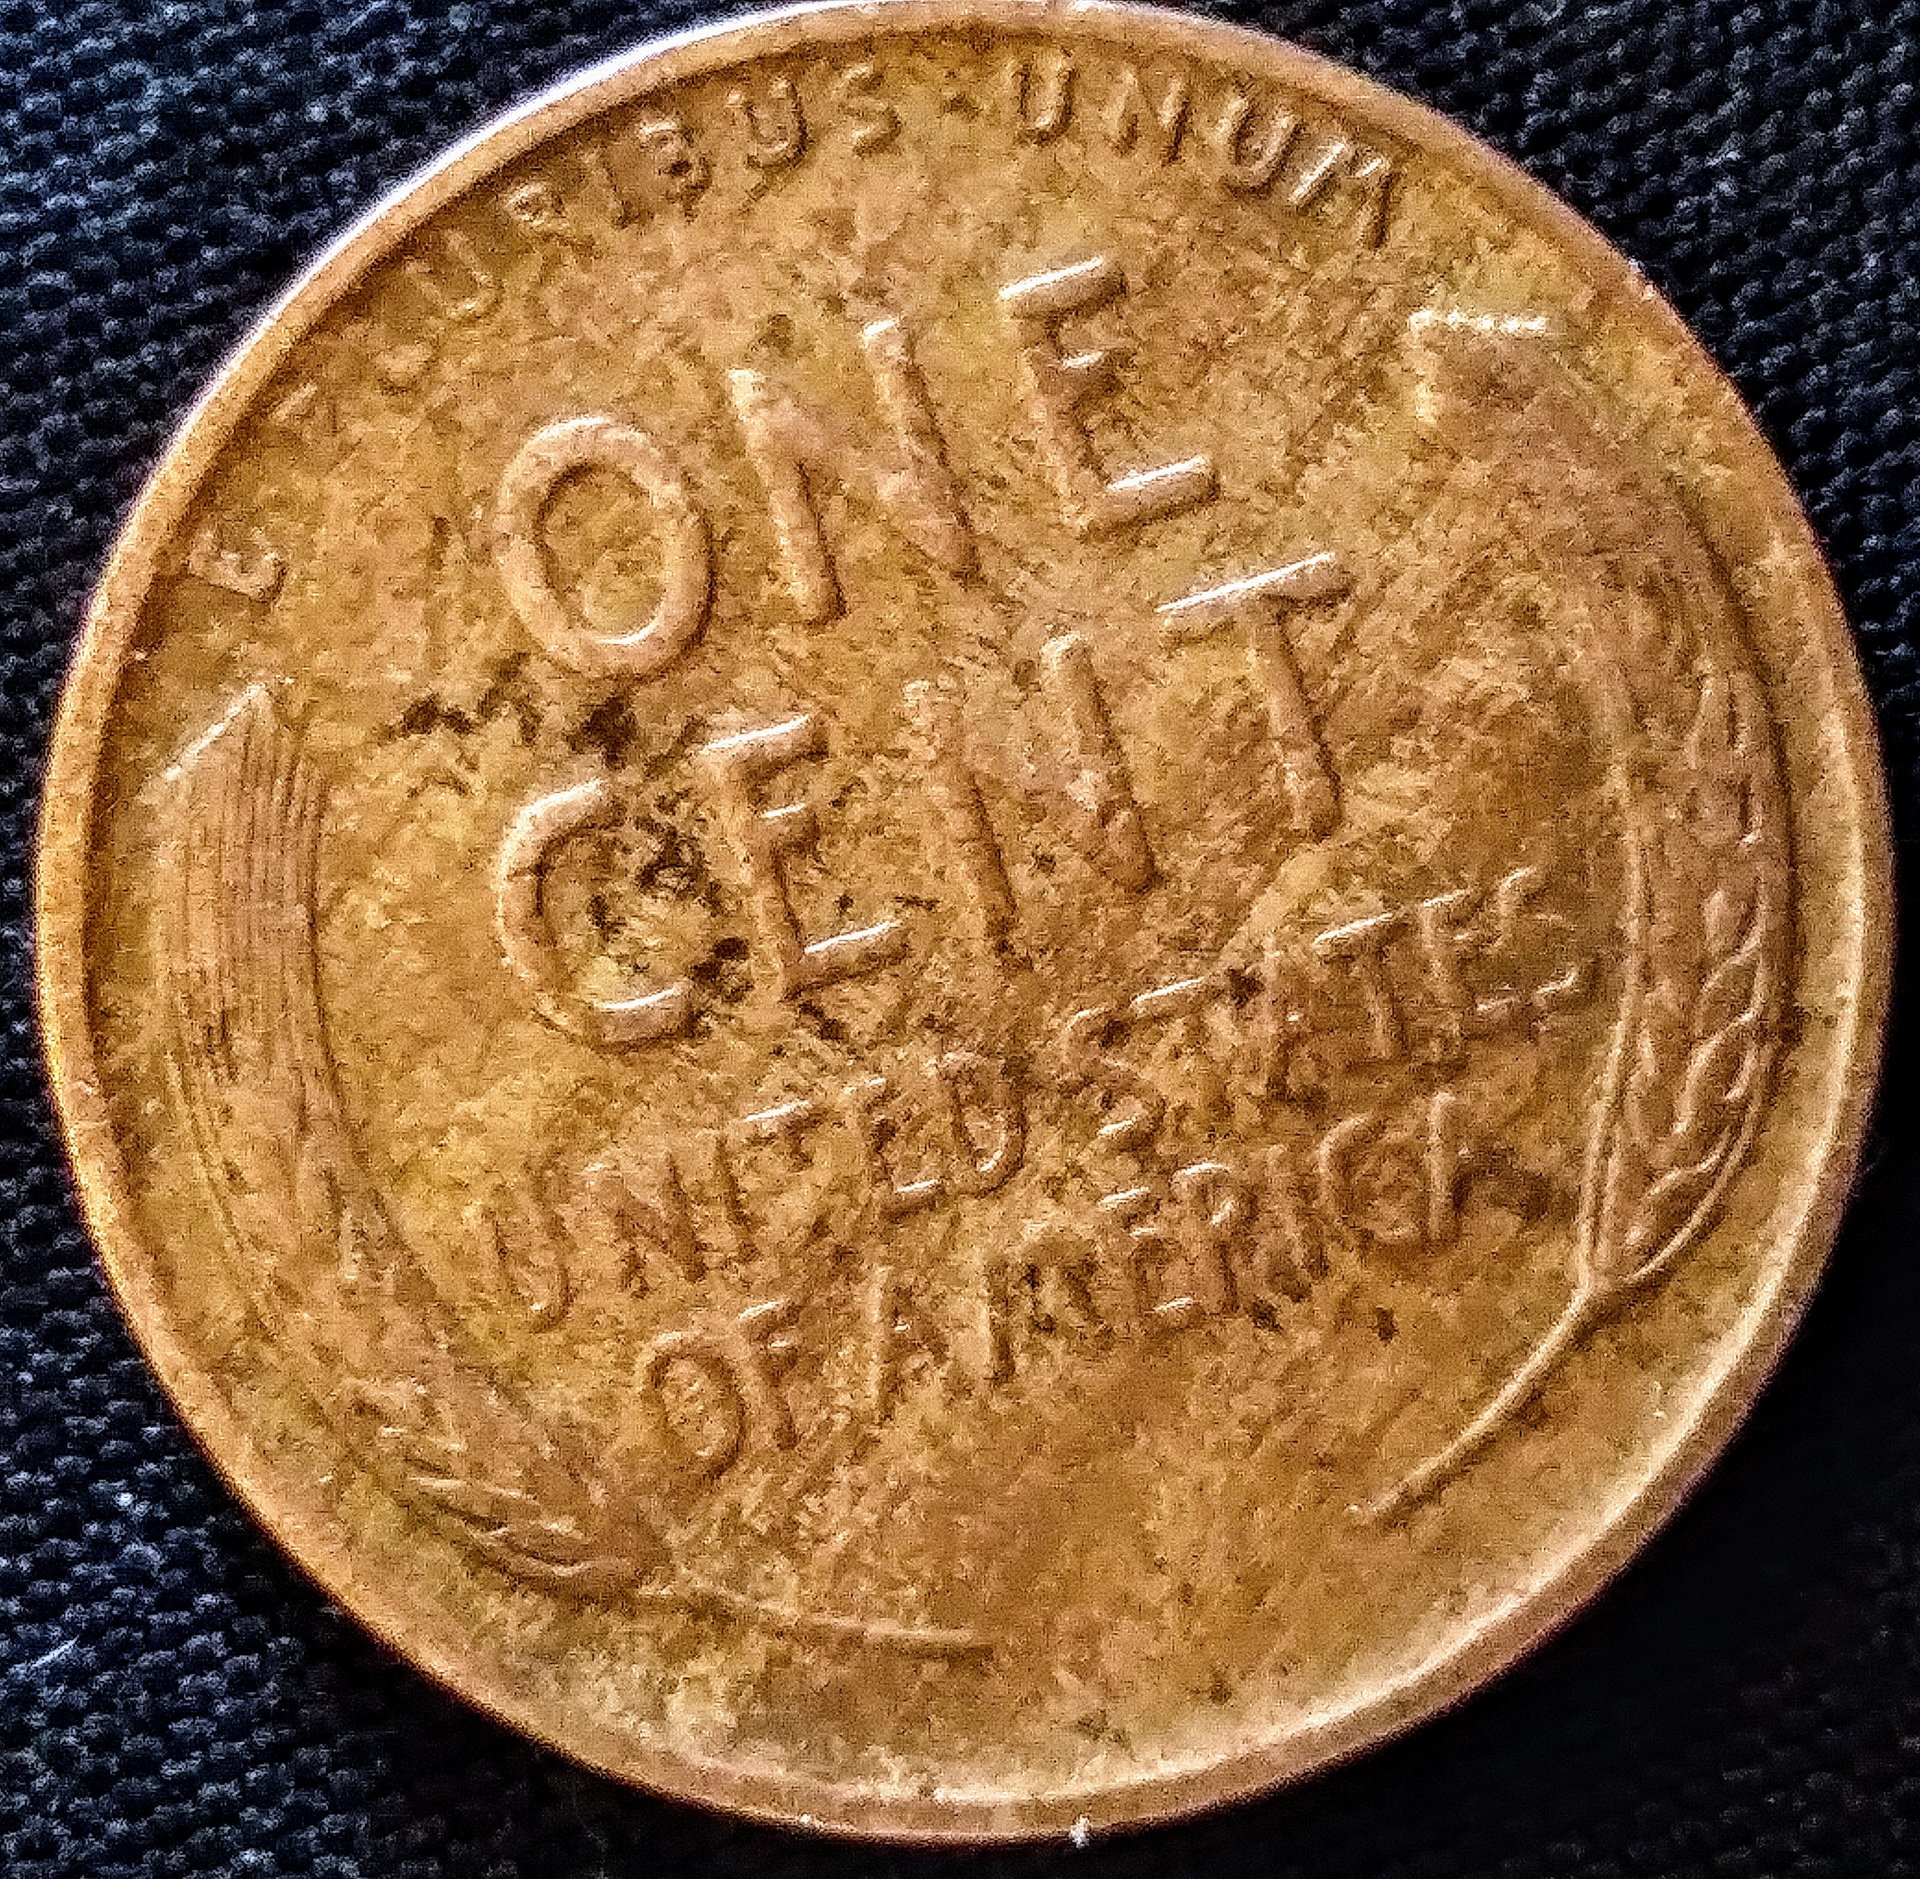 E · PLURIBUS · UNUM
ONE
CENT
UNITED STATES
OF AMERICA